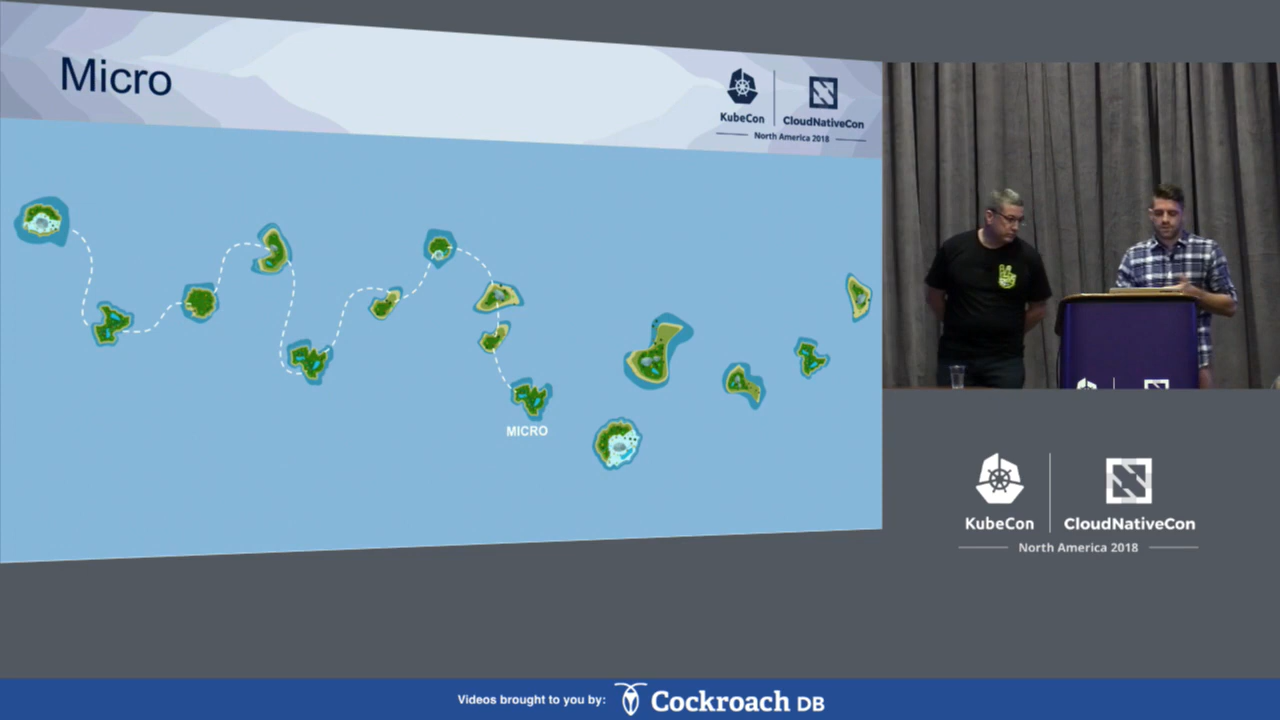 Micro
KubeCon
CloudNativeCon
North America 2018
MICRO
KubeCon
CloudNativeCon
North America 2018
Videos brought to you by: Cockroach DB